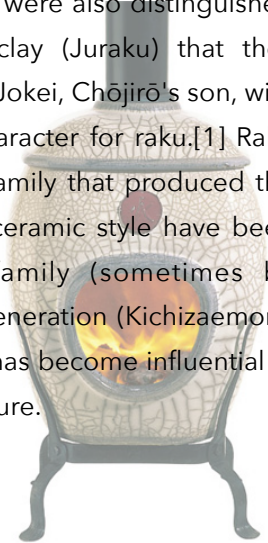 were also distinguishe
clay (Juraku) that the
Jokei, Chōjirō's son, wi
aracter for raku.[1] Ra
amily that produced th
ceramic style have bee
amily (sometimes b
eneration (Kichizaemon
has become influential
ure.